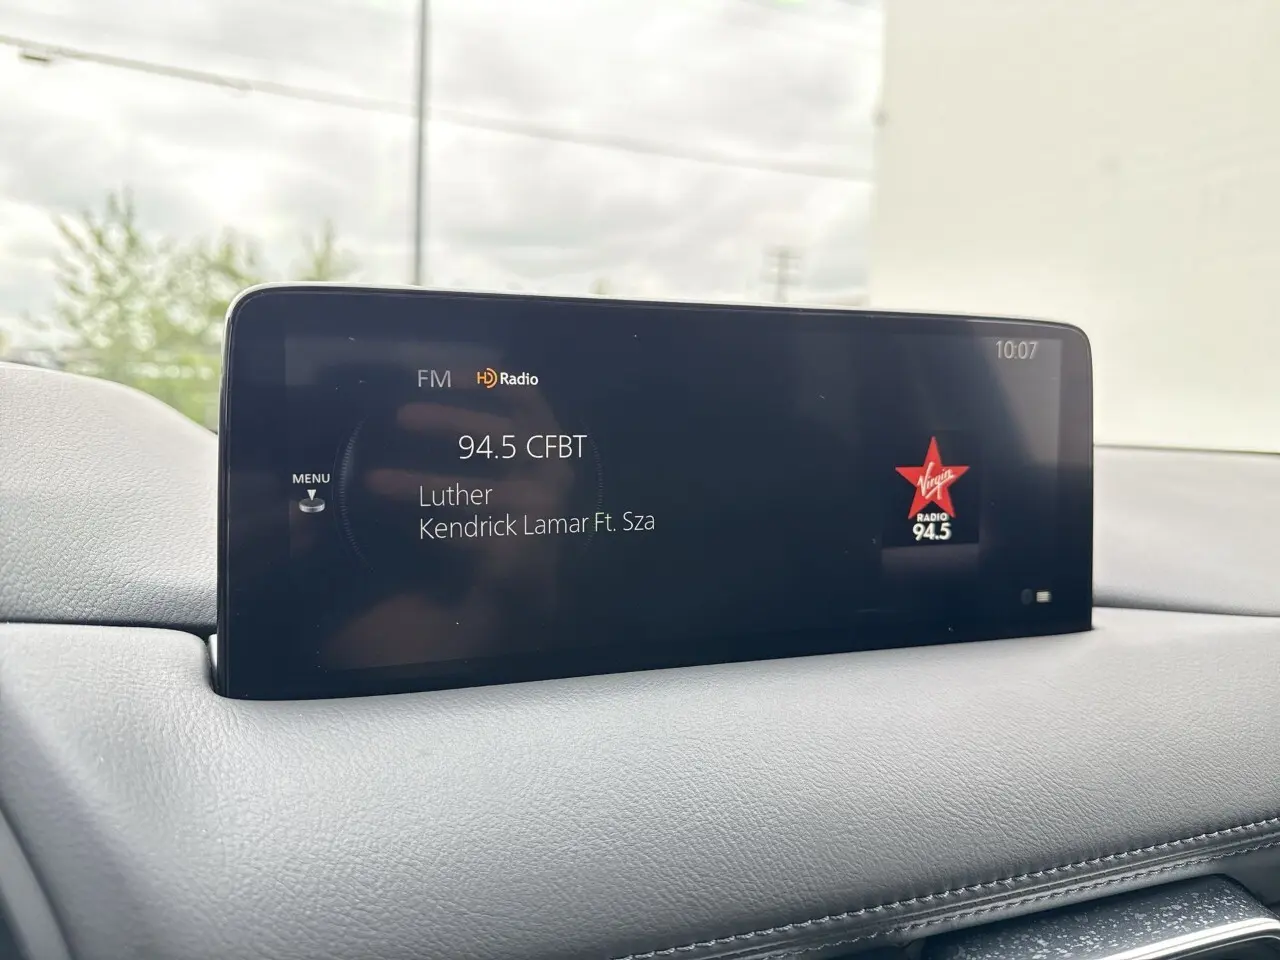 10:07
FM HD Radio
94.5 CFBT
MENU
Luther
Kendrick Lamar Ft. Sza
Virgin
RADIO
94.5